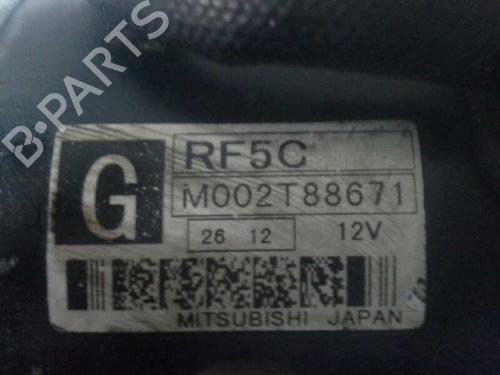 B-PARTS
G
RF5C
M002T88671
26 12
12V
MITSUBISHI JAPAN